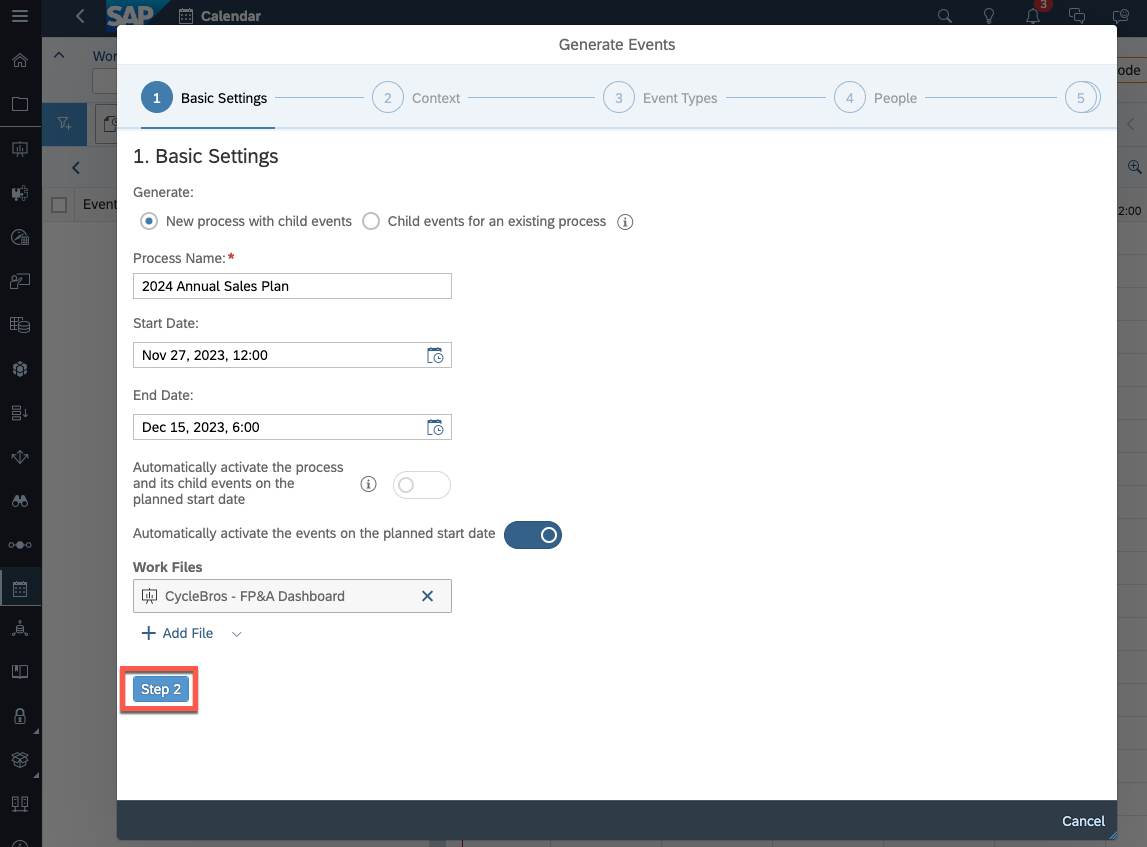 SAP
Calendar
3
Wor
ode
Generate Events
1 Basic Settings
2 Context
3 Event Types
4 People
5
1. Basic Settings
Generate:
New process with child events
Child events for an existing process
Event
2:00
Process Name:*
2024 Annual Sales Plan
Start Date:
Nov 27, 2023, 12:00
End Date:
Dec 15, 2023, 6:00
Automatically activate the process
and its child events on the
planned start date
Automatically activate the events on the planned start date
Work Files
CycleBros - FP&A Dashboard
Add File
Step 2
Cancel